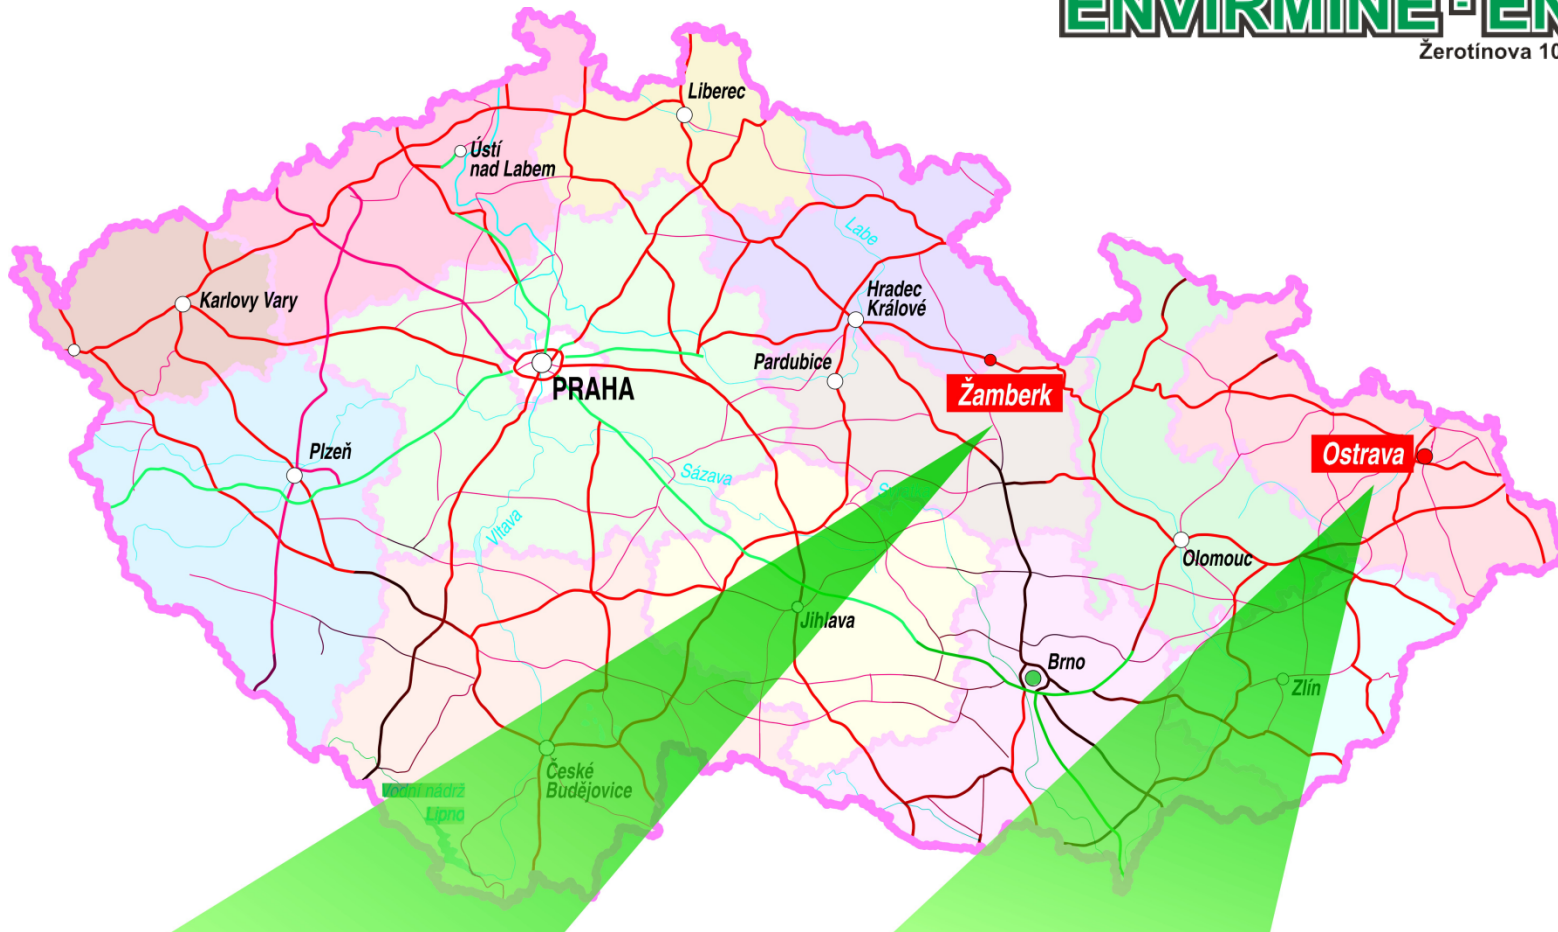 ENVIRMINE - EN
Žerotínova 10
Liberec
Ústí
nad Labem
Labe
Karlovy Vary
Hradec
Králové
Pardubice
PRAHA
Žamberk
Plzeň
Ostrava
Sázava
Vltava
Olomouc
Jihlava
Brno
Zlín
České
Budějovice
Vodní nádrž
Lipno